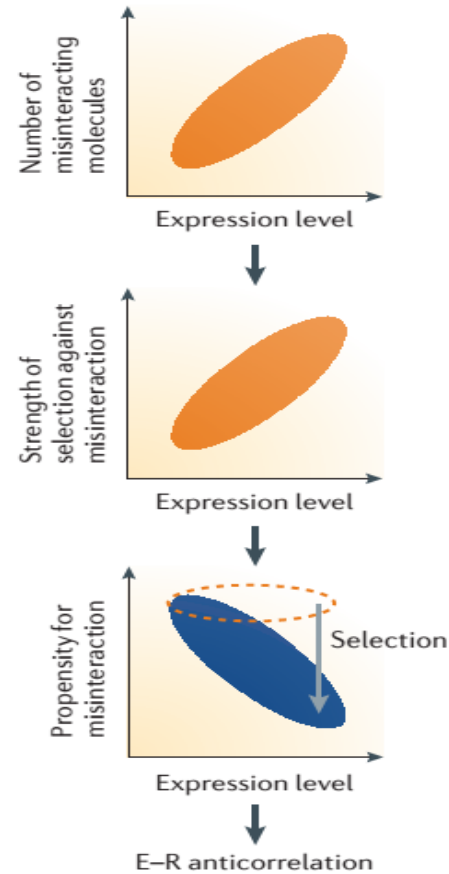 Number of
misinteracting
molecules
Expression level
Strength of
selection against
misinteraction
Expression level
Propensity for
misinteraction
Selection
Expression level
E–R anticorrelation